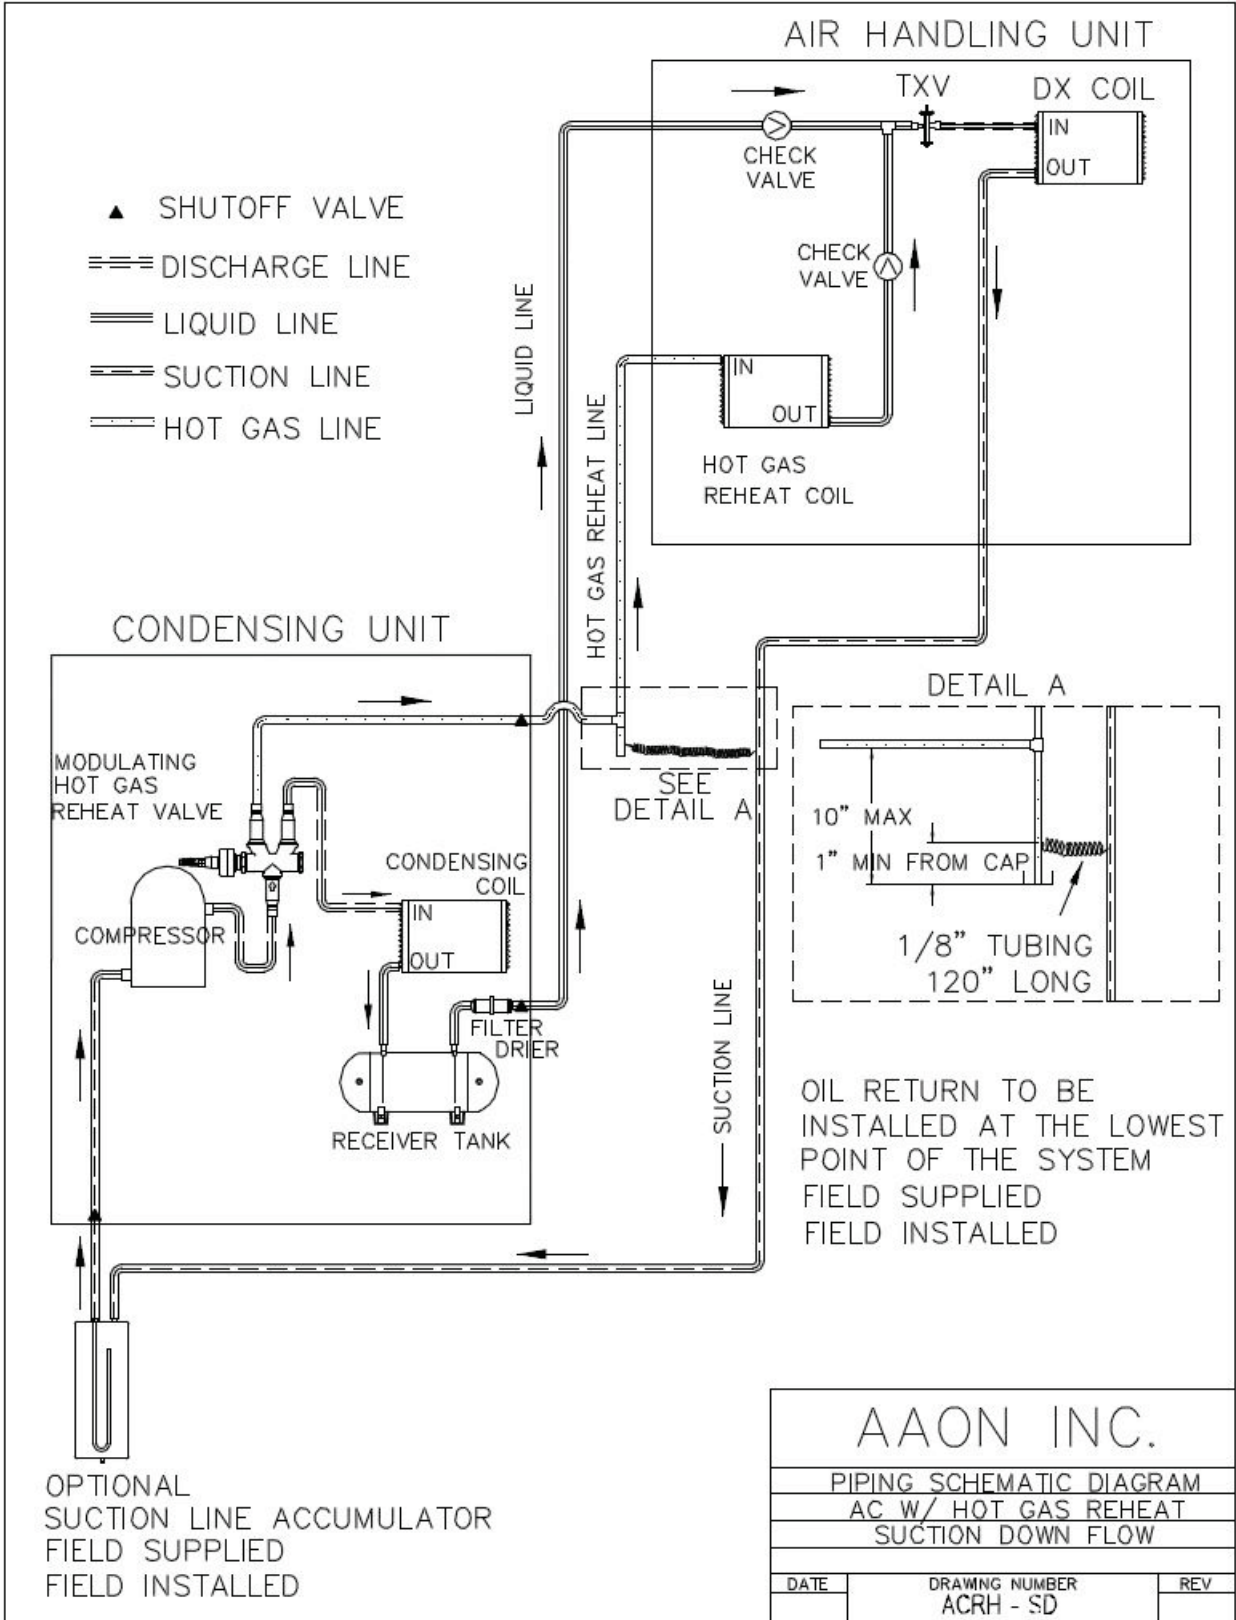 AIR HANDLING UNIT
TXV
DX COIL
IN
OUT
CHECK
VALVE
CHECK
VALVE
IN
OUT
HOT GAS
REHEAT COIL
SHUTOFF VALVE
DISCHARGE LINE
LIQUID LINE
SUCTION LINE
HOT GAS LINE
LIQUID LINE
HOT GAS REHEAT LINE
CONDENSING UNIT
MODULATING
HOT GAS
REHEAT VALVE
COMPRESSOR
CONDENSING
COIL
IN
OUT
FILTER
DRIER
RECEIVER TANK
SEE
DETAIL A
DETAIL A
10" MAX
1" MIN FROM CAP
1/8" TUBING
120" LONG
SUCTION LINE
OIL RETURN TO BE
INSTALLED AT THE LOWEST
POINT OF THE SYSTEM
FIELD SUPPLIED
FIELD INSTALLED
OPTIONAL
SUCTION LINE ACCUMULATOR
FIELD SUPPLIED
FIELD INSTALLED
AAON INC.
PIPING SCHEMATIC DIAGRAM
AC W/ HOT GAS REHEAT
SUCTION DOWN FLOW
DATE
DRAWING NUMBER
REV
ACRH - SD